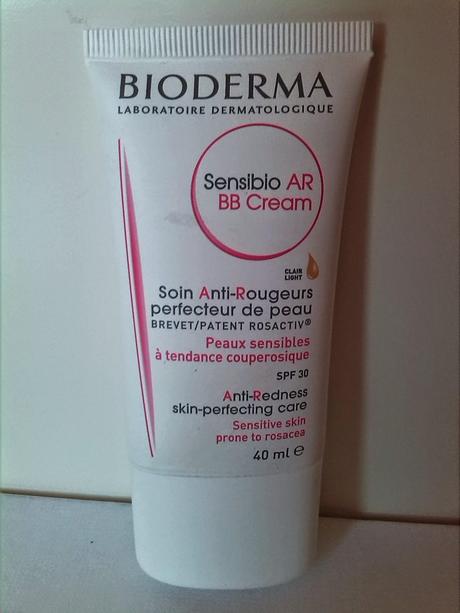 BIODERMA
LABORATOIRE DERMATOLOGIQUE
Sensibio AR
BB Cream
CLAIR
LIGHT
Soin Anti-Rougeurs
perfecteur de peau
BREVET/PATENT ROSACTIV®
Peaux sensibles
à tendance couperosique
SPF 30
Anti-Redness
skin-perfecting care
Sensitive skin
prone to rosacea
40 ml ℮